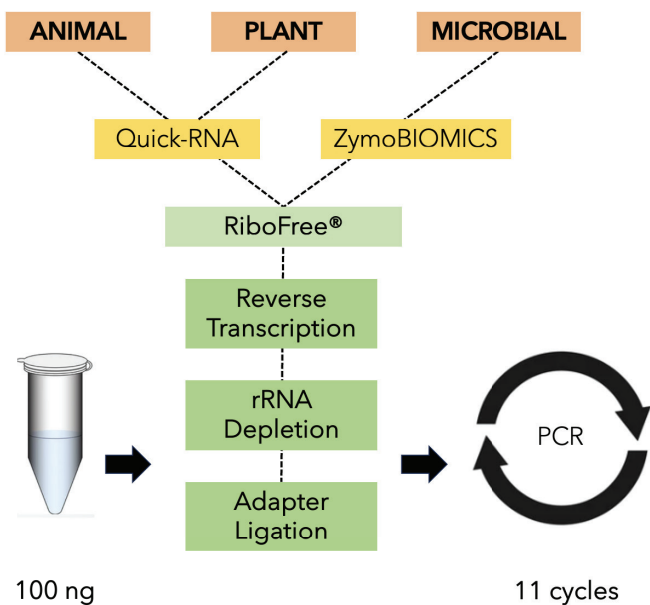 ANIMAL
PLANT
MICROBIAL
Quick-RNA
ZymoBIOMICS
RiboFree®
Reverse
Transcription
rRNA
Depletion
PCR
Adapter
Ligation
100 ng
11 cycles